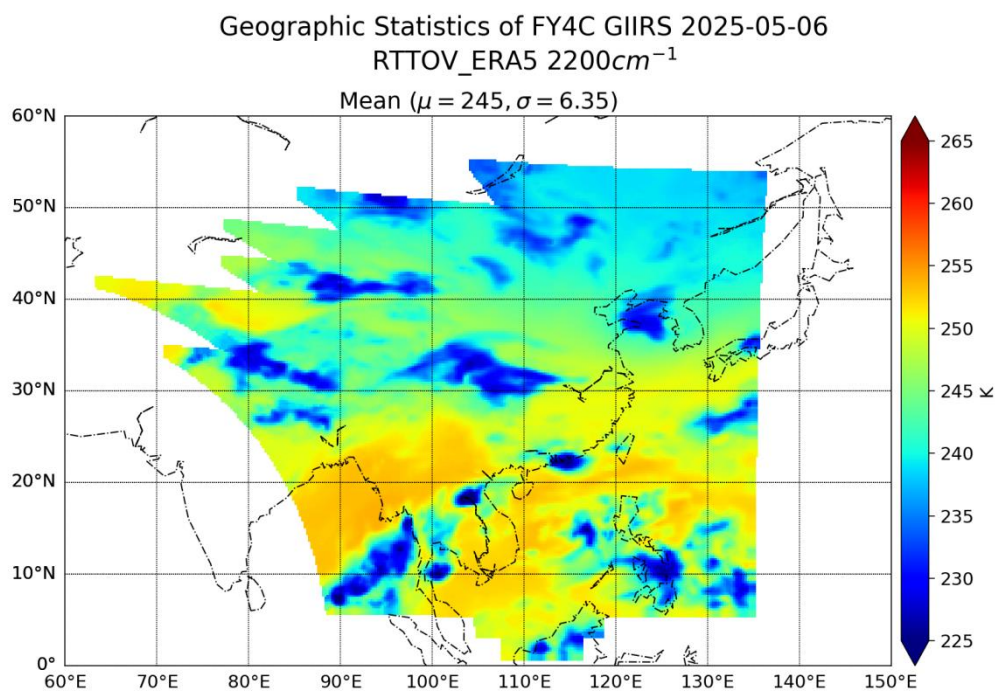 Geographic Statistics of FY4C GIIRS 2025-05-06
RTTOV_ERA5 2200cm⁻¹
Mean (μ = 245, σ = 6.35)
60°N
50°N
40°N
30°N
20°N
10°N
0°
60°E 70°E 80°E 90°E 100°E 110°E 120°E 130°E 140°E 150°E
265
260
255
250
245
240
235
230
225
K